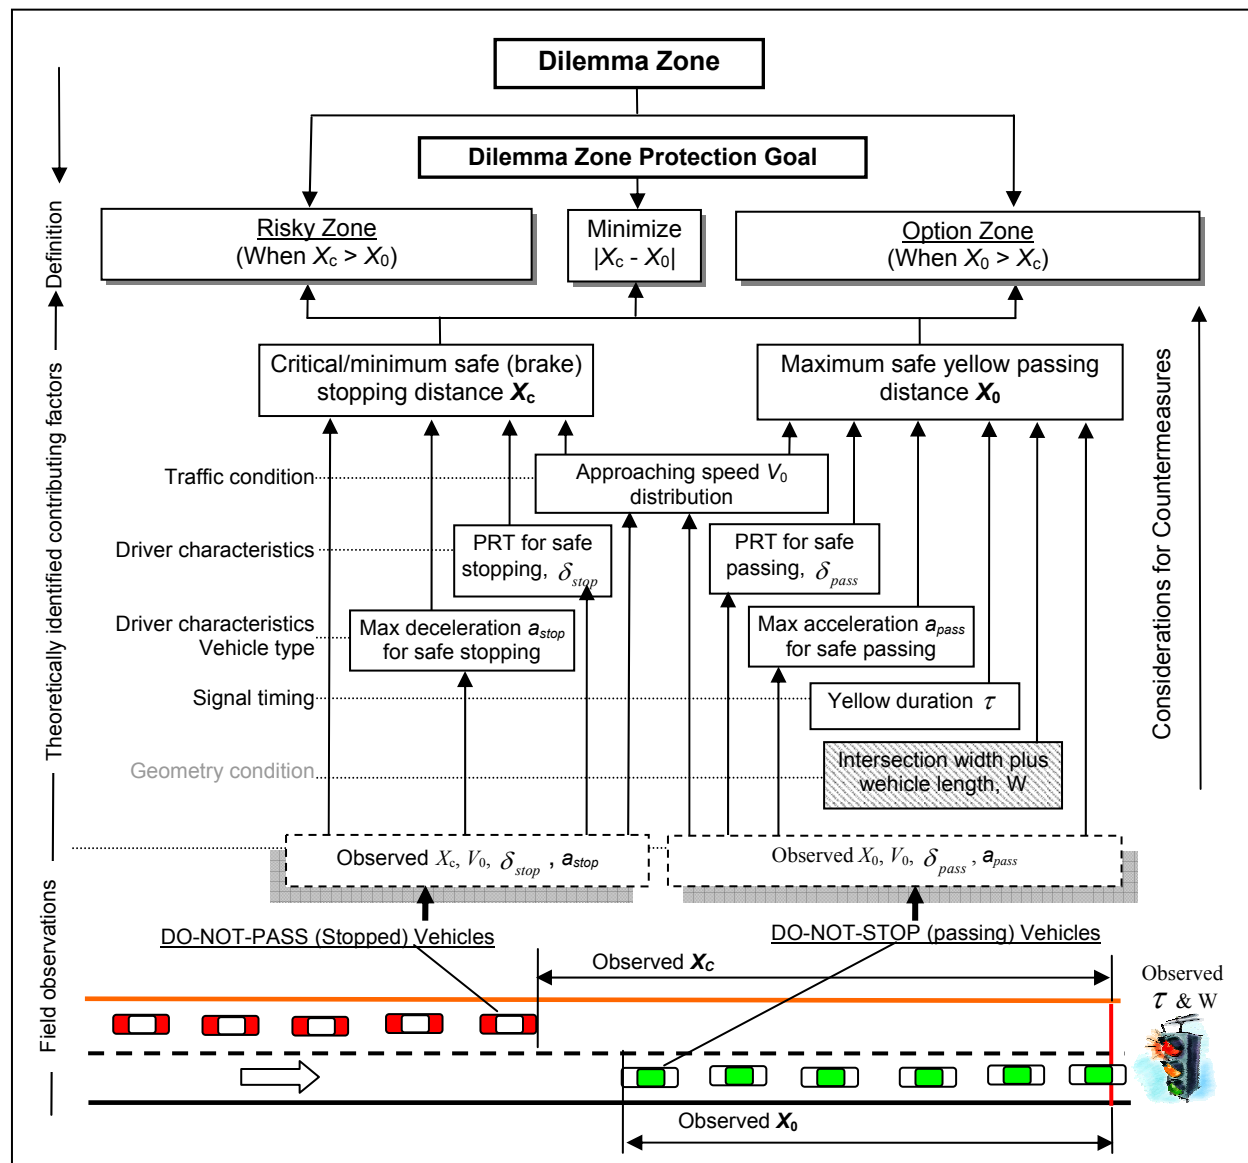 Dilemma Zone
Dilemma Zone Protection Goal
Risky Zone
(When Xc > X0)
Minimize
|Xc - X0|
Option Zone
(When X0 > Xc)
Definition
Critical/minimum safe (brake)
stopping distance Xc
Maximum safe yellow passing
distance X0
Theoretically identified contributing factors
Considerations for Countermeasures
Traffic condition
Approaching speed V0
distribution
Driver characteristics
PRT for safe
stopping, δstop
PRT for safe
passing, δpass
Driver characteristics
Vehicle type
Max deceleration astop
for safe stopping
Max acceleration apass
for safe passing
Signal timing
Yellow duration τ
Geometry condition
Intersection width plus
wehicle length, W
Observed Xc, V0, δstop , astop
Observed X0, V0, δpass , apass
Field observations
DO-NOT-PASS (Stopped) Vehicles
DO-NOT-STOP (passing) Vehicles
Observed Xc
Observed
τ & W
Observed X0